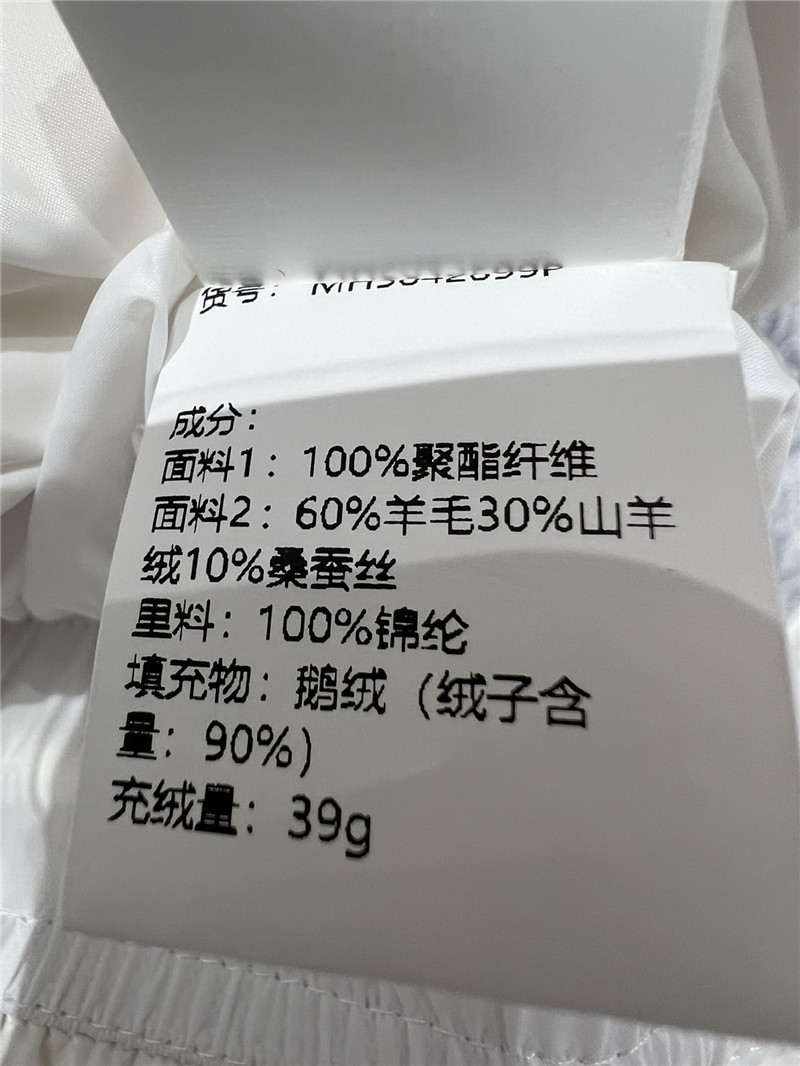 货号:
成分:
面料1: 100%聚酯纤维
面料2: 60%羊毛30%山羊
绒10%桑蚕丝
里料: 100%锦纶
填充物: 鹅绒 (绒子含
量: 90%)
充绒量: 39g